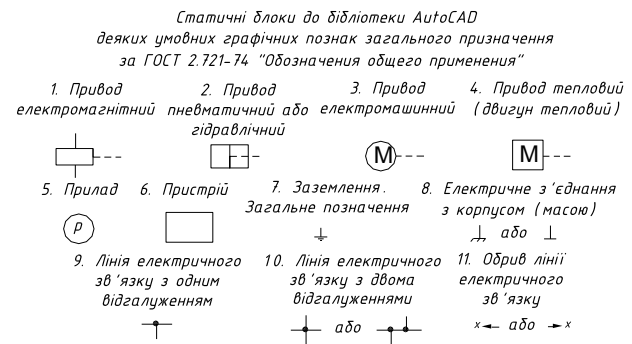 Статичні блоки до бібліотеки AutoCAD
деяких умовних графічних познак загального призначення
за ГОСТ 2.721-74 "Обозначения общего применения"
1. Привод
електромагнітний
2. Привод
пневматичний або
гідравлічний
3. Привод
електромашинний
4. Привод тепловий
(двигун тепловий)
М
М
5. Прилад
6. Пристрій
7. Заземлення.
Загальне позначення
8. Електричне з'єднання
з корпусом (масою)
Р
або
9. Лінія електричного
зв'язку з одним
відгалуженням
10. Лінія електричного
зв'язку з двома
відгалуженнями
11. Обрив лінії
електричного
зв'язку
або
х або х